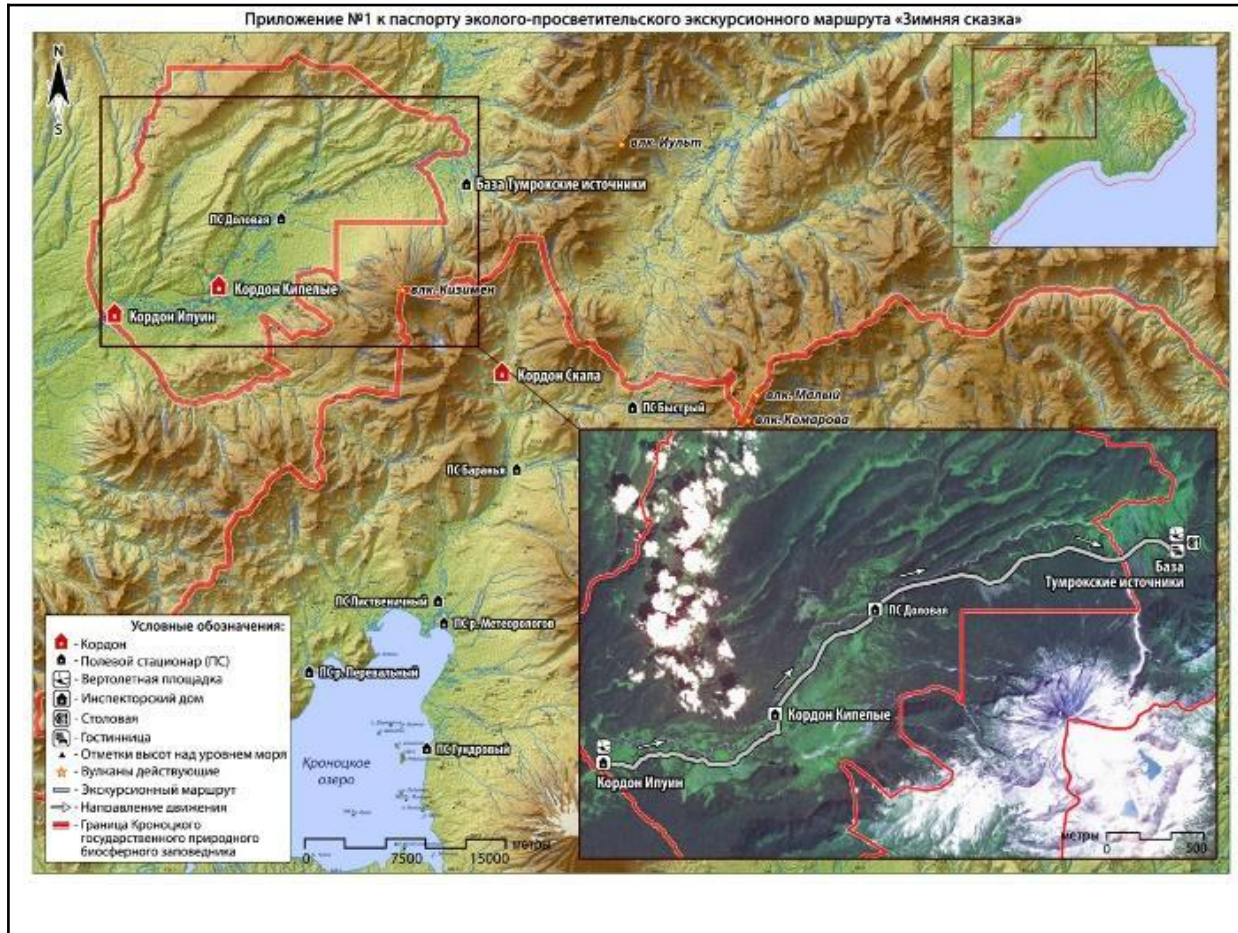 Приложение №1 к паспорту эколого-просветительского экскурсионного маршрута «Зимняя сказка»
N
S
влк. Иульт
База Тумрокские источники
ПС Доловая
Кордон Кипелые
влк. Кизимен
Кордон Ипуин
Кордон Скала
влк. Малый
ПС Быстрый
влк. Комарова
ПС Баранья
ПС Лиственичный
ПС р. Метеорологов
ПС р. Перевальный
ПС Тундровый
Кроноцкое
озеро
метры
0 7500 15000
Условные обозначения:
- Кордон
- Полевой стационар (ПС)
- Вертолетная площадка
- Инспекторский дом
- Столовая
- Гостинница
- Отметки высот над уровнем моря
- Вулканы действующие
- Экскурсионный маршрут
- Направление движения
- Граница Кроноцкого
государственного природного
биосферного заповедника
База
Тумрокские источники
ПС Доловая
Кордон Кипелые
Кордон Ипуин
метры
0 500